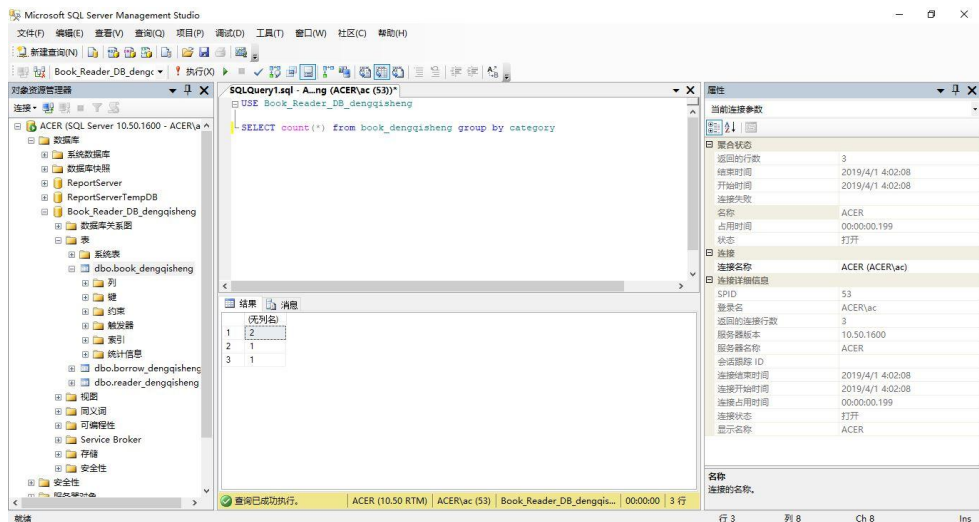 Microsoft SQL Server Management Studio
文件(F) 编辑(E) 查看(V) 查询(Q) 项目(P) 调试(D) 工具(T) 窗口(W) 社区(C) 帮助(H)
新建查询(N)
Book_Reader_DB_dengc 执行(X)
对象资源管理器
连接
ACER (SQL Server 10.50.1600 - ACER\a
数据库
系统数据库
数据库快照
ReportServer
ReportServerTempDB
Book_Reader_DB_dengqisheng
数据库关系图
表
系统表
dbo.book_dengqisheng
列
键
约束
触发器
索引
统计信息
dbo.borrow_dengqisheng
dbo.reader_dengqisheng
视图
同义词
可编程性
Service Broker
存储
安全性
安全性
服务器对象
SQLQuery1.sql - A...ng (ACER\ac (53))*
USE Book_Reader_DB_dengqisheng
SELECT count(*) from book_dengqisheng group by category
结果 消息
(无列名)
1 2
2 1
3 1
查询已成功执行。 ACER (10.50 RTM) ACER\ac (53) Book_Reader_DB_dengqis... 00:00:00 3 行
属性
当前连接参数
聚合状态
返回的行数 3
结束时间 2019/4/1 4:02:08
开始时间 2019/4/1 4:02:08
连接失败
名称 ACER
占用时间 00:00:00.199
状态 打开
连接
连接名称 ACER (ACER\ac)
连接详细信息
SPID 53
登录名 ACER\ac
返回的连接行数 3
服务器版本 10.50.1600
服务器名称 ACER
会话跟踪 ID
连接结束时间 2019/4/1 4:02:08
连接开始时间 2019/4/1 4:02:08
连接占用时间 00:00:00.199
连接状态 打开
显示名称 ACER
名称
连接的名称。
就绪 行 3 列 8 Ch 8 Ins